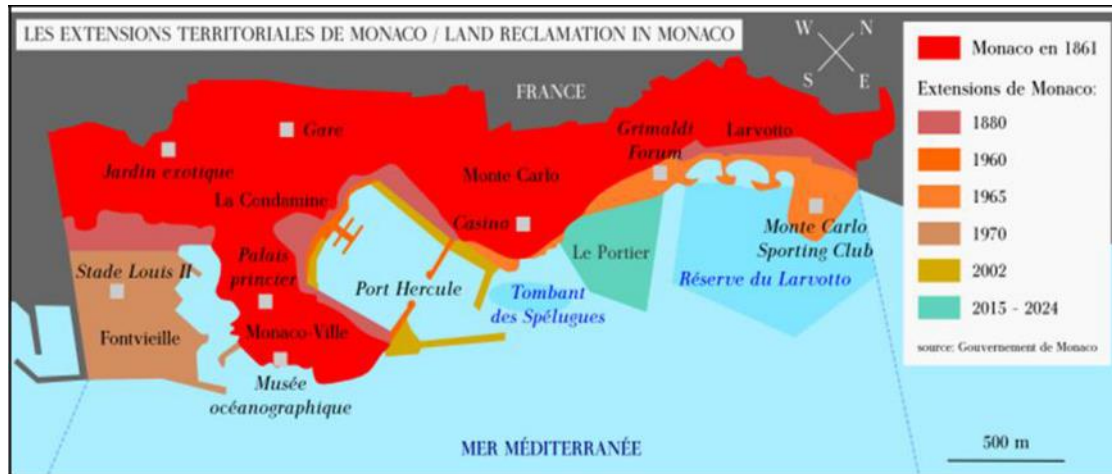 LES EXTENSIONS TERRITORIALES DE MONACO / LAND RECLAMATION IN MONACO
W N
S E
FRANCE
Gare
Jardin exotique
La Condamine
Monte Carlo
Grimaldi
Forum
Larvotto
Casino
Palais
princier
Stade Louis II
Port Hercule
Le Portier
Monte Carlo
Sporting Club
Réserve du Larvotto
Tombant
des Spélugues
Monaco-Ville
Fontvieille
Musée
océanographique
MER MÉDITERRANÉE
Monaco en 1861
Extensions de Monaco:
1880
1960
1965
1970
2002
2015 - 2024
source: Gouvernement de Monaco
500 m